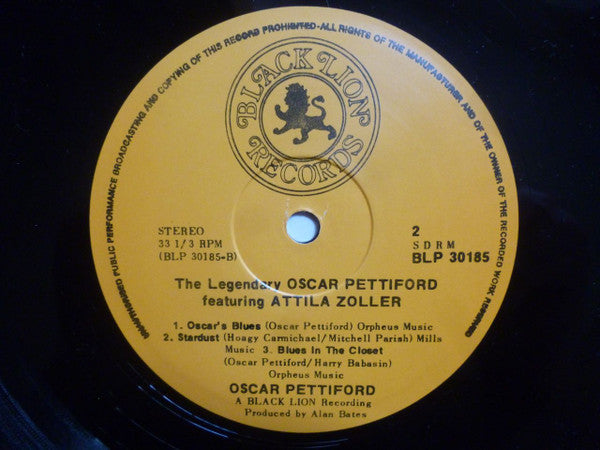 UNAUTHORISED PUBLIC PERFORMANCE BROADCASTING AND COPYING OF THIS RECORD PROHIBITED-ALL RIGHTS OF THE MANUFACTURER AND OF THE OWNER OF THE RECORDED WORK RESERVED
BLACK LION
RECORDS
STEREO
33 1/3 RPM
(BLP 30185-B)
2
S D R M
BLP 30185
The Legendary OSCAR PETTIFORD
featuring ATTILA ZOLLER
1. Oscar's Blues (Oscar Pettiford) Orpheus Music
2. Stardust (Hoagy Carmichael/Mitchell Parish) Mills
Music 3. Blues In The Closet
(Oscar Pettiford/Harry Babasin)
Orpheus Music
OSCAR PETTIFORD
A BLACK LION Recording
Produced by Alan Bates